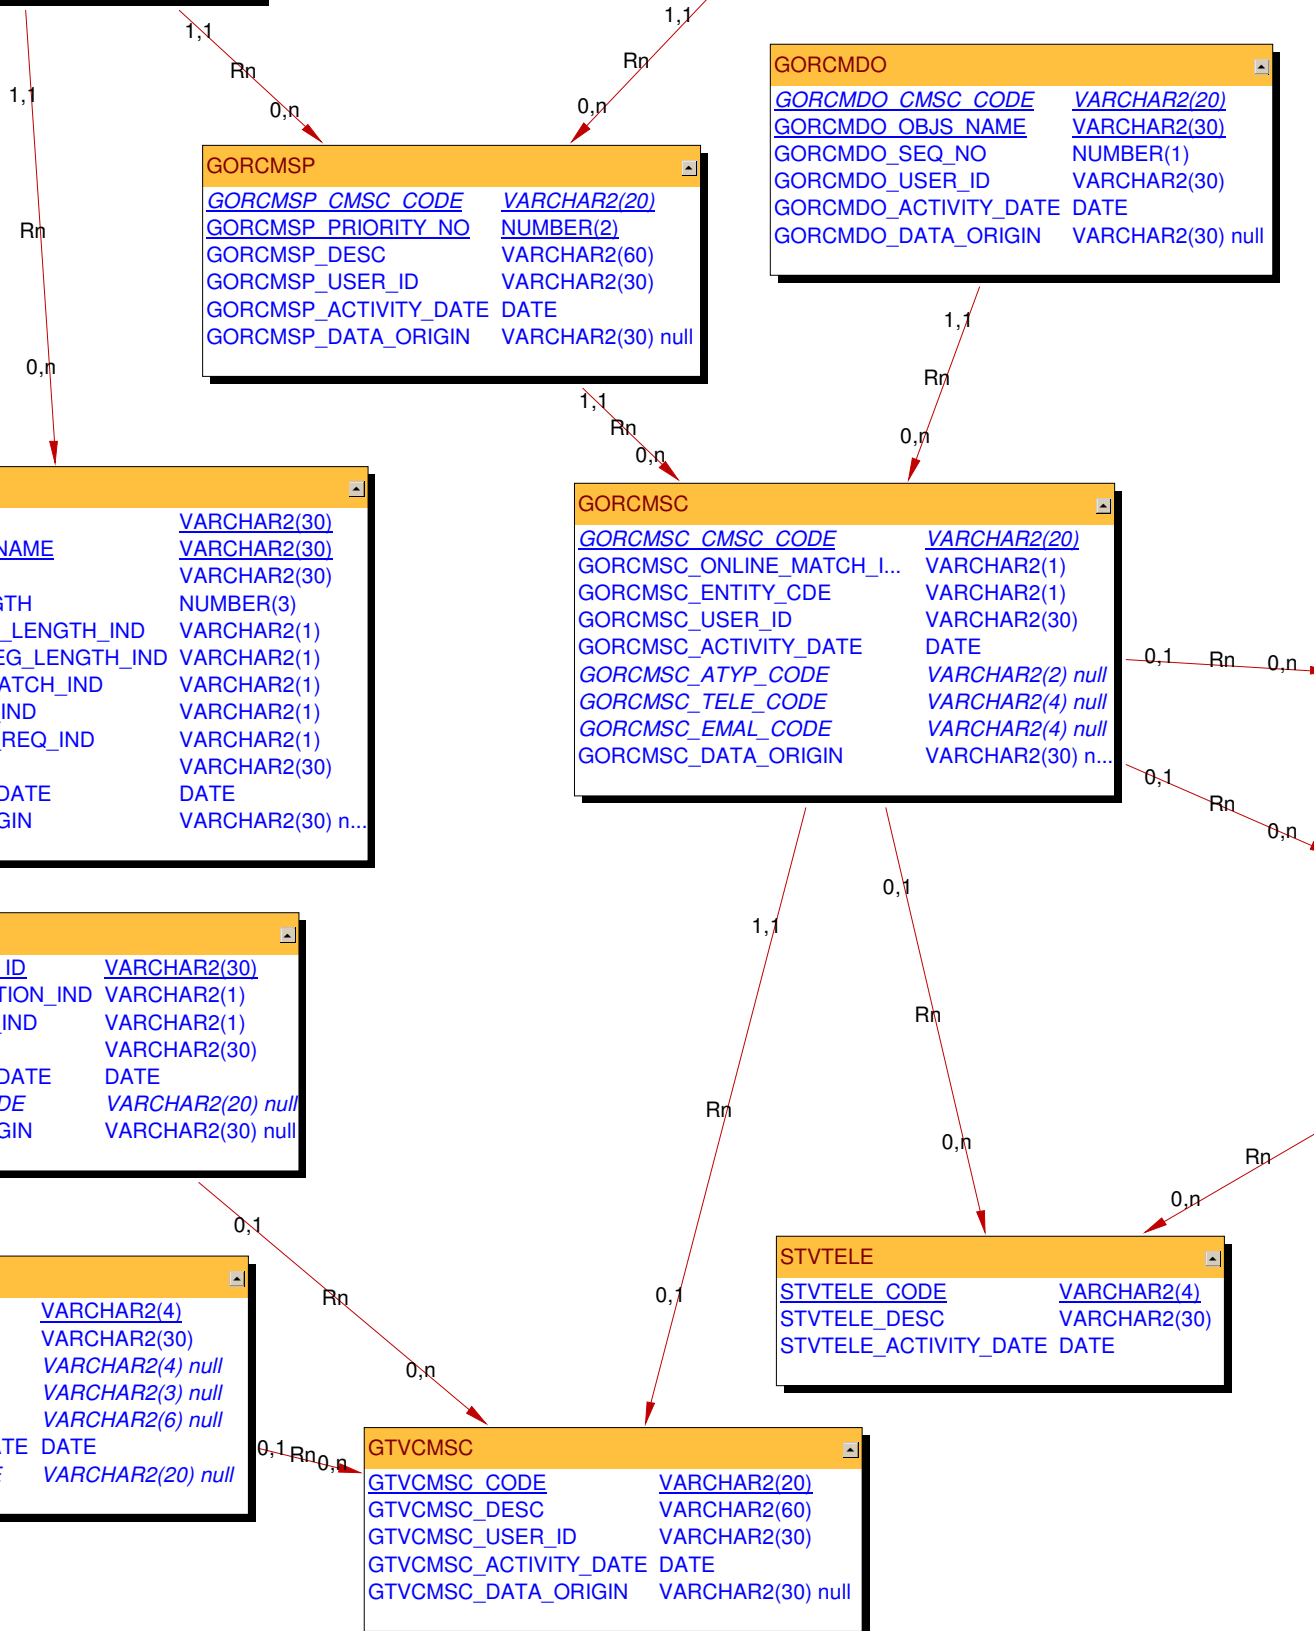 1,1
1,1
1,1
Rn
0,n
Rn
0,n
Rn
0,n
GORCMDO
GORCMDO_CMSC_CODE VARCHAR2(20)
GORCMDO_OBJS_NAME VARCHAR2(30)
GORCMDO_SEQ_NO NUMBER(1)
GORCMDO_USER_ID VARCHAR2(30)
GORCMDO_ACTIVITY_DATE DATE
GORCMDO_DATA_ORIGIN VARCHAR2(30) null
GORCMSP
GORCMSP_CMSC_CODE VARCHAR2(20)
GORCMSP_PRIORITY_NO NUMBER(2)
GORCMSP_DESC VARCHAR2(60)
GORCMSP_USER_ID VARCHAR2(30)
GORCMSP_ACTIVITY_DATE DATE
GORCMSP_DATA_ORIGIN VARCHAR2(30) null
1,1
Rn
0,n
1,1
Rn
0,n
VARCHAR2(30)
NAME VARCHAR2(30)
VARCHAR2(30)
GTH NUMBER(3)
_LENGTH_IND VARCHAR2(1)
EG_LENGTH_IND VARCHAR2(1)
ATCH_IND VARCHAR2(1)
_IND VARCHAR2(1)
_REQ_IND VARCHAR2(1)
VARCHAR2(30)
DATE DATE
GIN VARCHAR2(30) n...
GORCMSC
GORCMSC_CMSC_CODE VARCHAR2(20)
GORCMSC_ONLINE_MATCH_I... VARCHAR2(1)
GORCMSC_ENTITY_CDE VARCHAR2(1)
GORCMSC_USER_ID VARCHAR2(30)
GORCMSC_ACTIVITY_DATE DATE
GORCMSC_ATYP_CODE VARCHAR2(2) null
GORCMSC_TELE_CODE VARCHAR2(4) null
GORCMSC_EMAL_CODE VARCHAR2(4) null
GORCMSC_DATA_ORIGIN VARCHAR2(30) n...
0,1
Rn
0,n
0,1
Rn
0,n
1,1
Rn
0,1
0,1
Rn
0,n
_ID VARCHAR2(30)
TION_IND VARCHAR2(1)
_IND VARCHAR2(1)
VARCHAR2(30)
DATE DATE
DE VARCHAR2(20) null
GIN VARCHAR2(30) null
0,1
Rn
0,n
Rn
0,n
STVTELE
STVTELE_CODE VARCHAR2(4)
STVTELE_DESC VARCHAR2(30)
STVTELE_ACTIVITY_DATE DATE
VARCHAR2(4)
VARCHAR2(30)
VARCHAR2(4) null
VARCHAR2(3) null
VARCHAR2(6) null
TE DATE
E VARCHAR2(20) null
0,1
Rn
0,n
GTVCMSC
GTVCMSC_CODE VARCHAR2(20)
GTVCMSC_DESC VARCHAR2(60)
GTVCMSC_USER_ID VARCHAR2(30)
GTVCMSC_ACTIVITY_DATE DATE
GTVCMSC_DATA_ORIGIN VARCHAR2(30) null